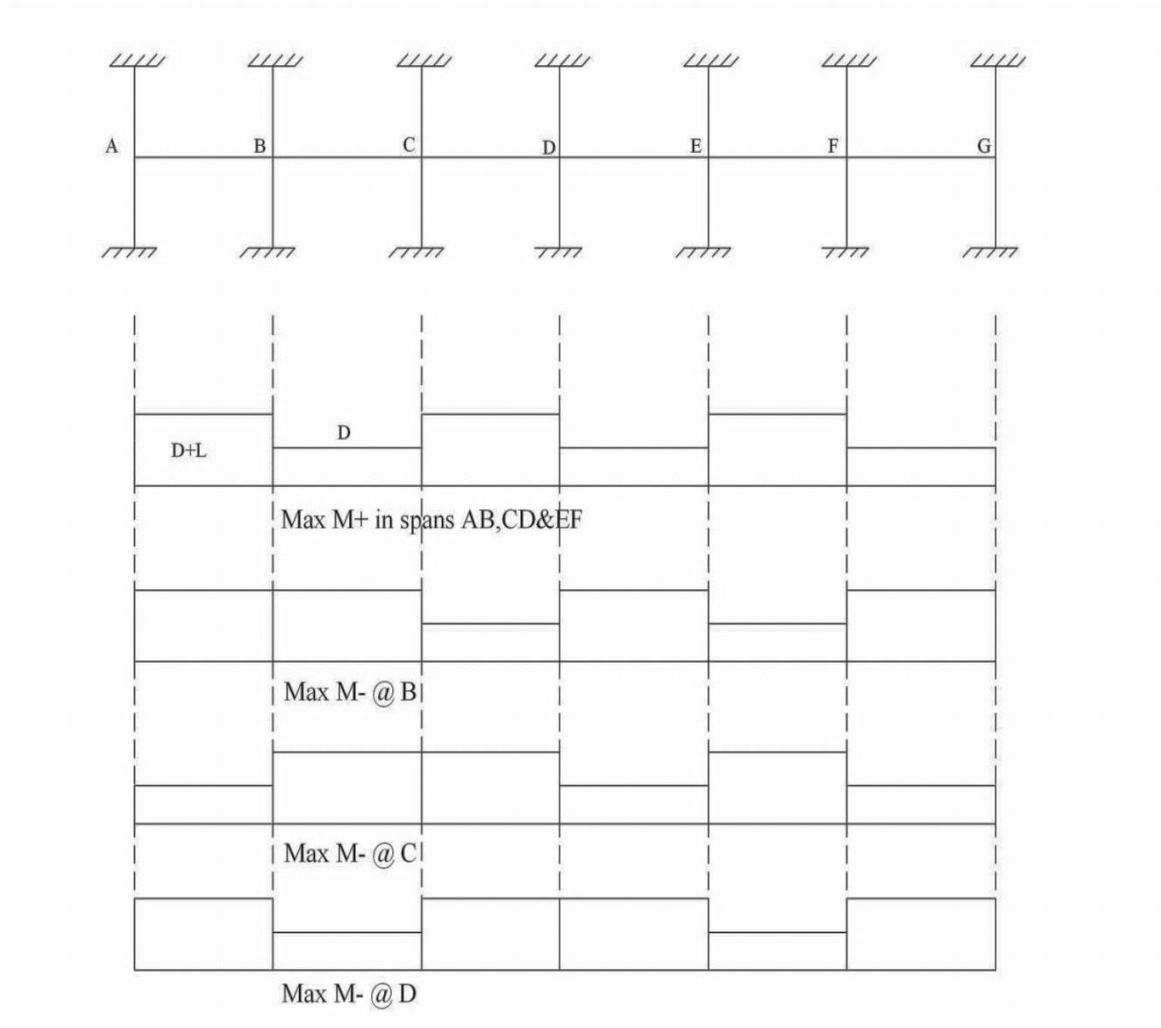 A B C D E F G
D+L D
Max M+ in spans AB,CD&EF
Max M- @ B
Max M- @ C
Max M- @ D